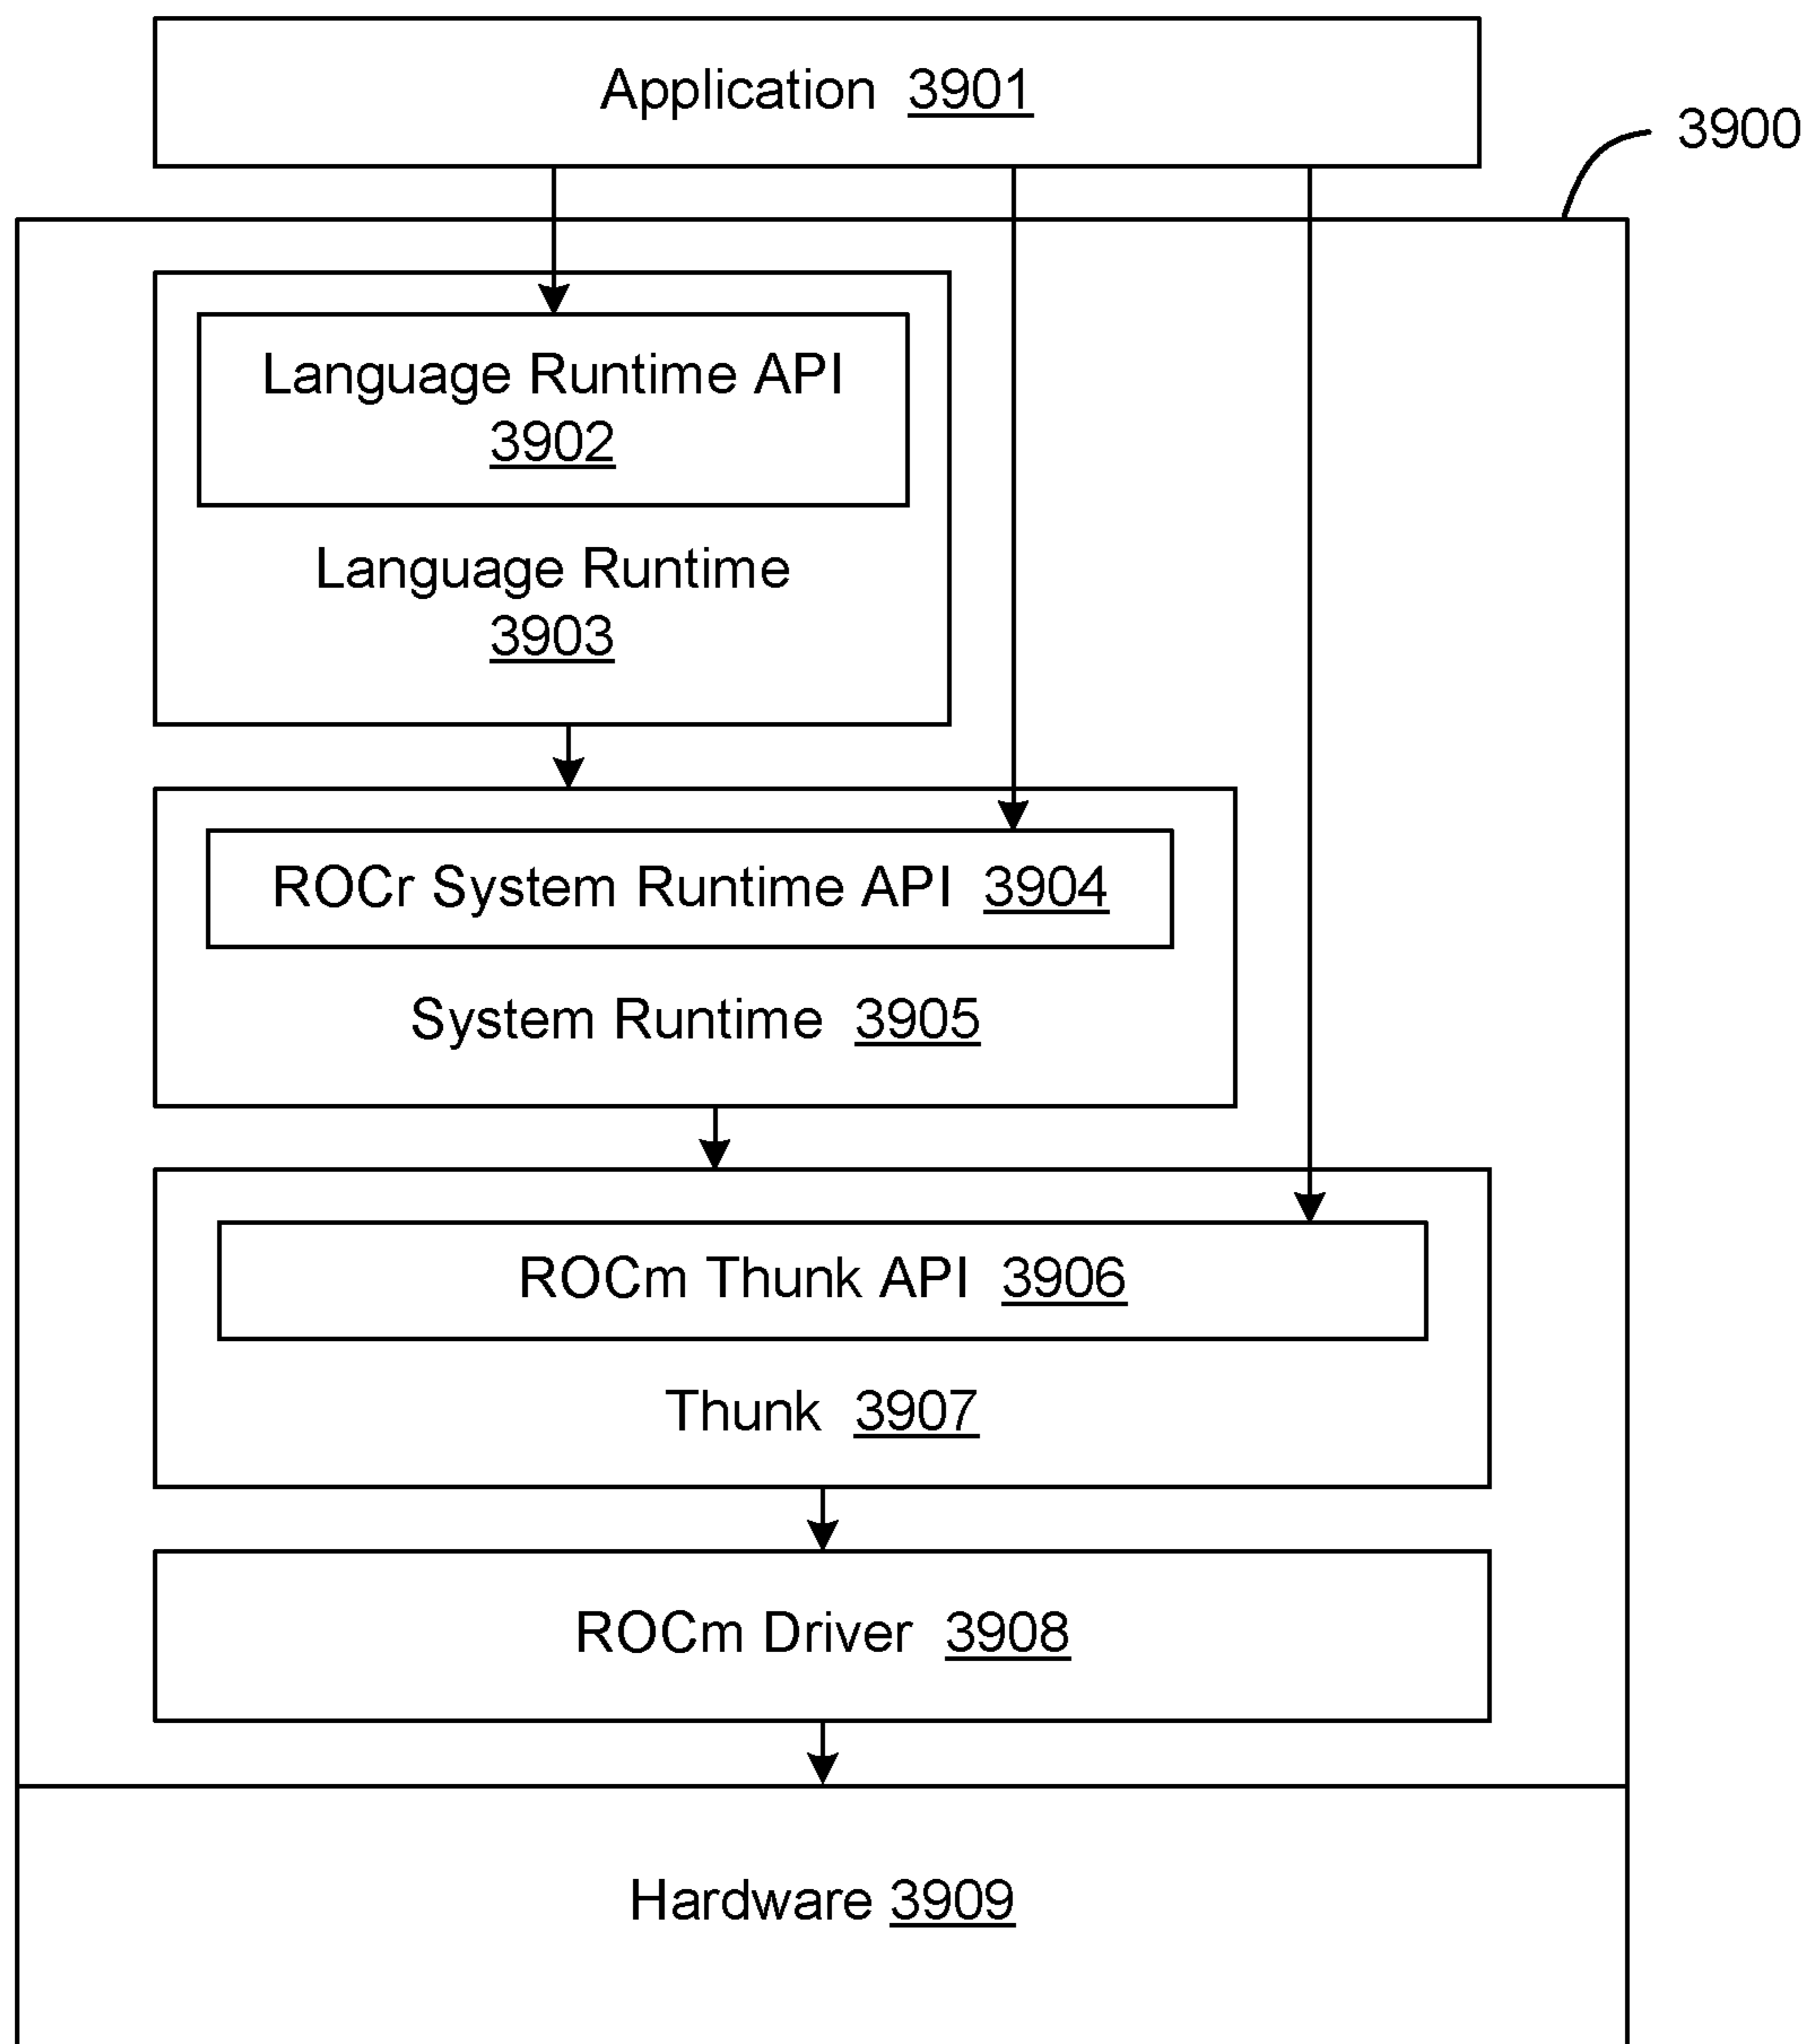 Application 3901
3900
Language Runtime API
3902
Language Runtime
3903
ROCr System Runtime API 3904
System Runtime 3905
ROCm Thunk API 3906
Thunk 3907
ROCm Driver 3908
Hardware 3909